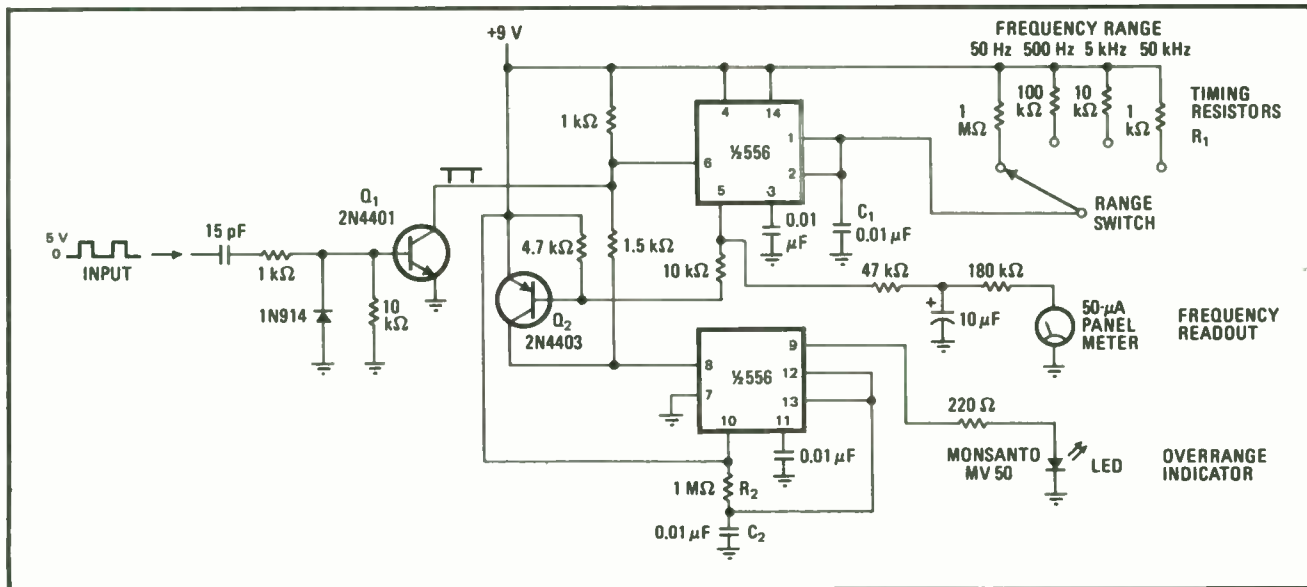 +9 V
FREQUENCY RANGE
50 Hz 500 Hz 5 kHz 50 kHz
1 kΩ
4
14
1 MΩ
100 kΩ
10 kΩ
1 kΩ
TIMING RESISTORS
R1
½556
6
5
3
1
2
0.01 μF
C1
0.01 μF
RANGE SWITCH
Q1
2N4401
5 V
0
INPUT
15 pF
1 kΩ
1N914
10 kΩ
4.7 kΩ
1.5 kΩ
10 kΩ
Q2
2N4403
47 kΩ
180 kΩ
+
10 μF
50-μA PANEL METER
FREQUENCY READOUT
½556
8
7
10
11
9
12
13
0.01 μF
1 MΩ
R2
0.01 μF
C2
220 Ω
MONSANTO MV 50
LED
OVERRANGE INDICATOR